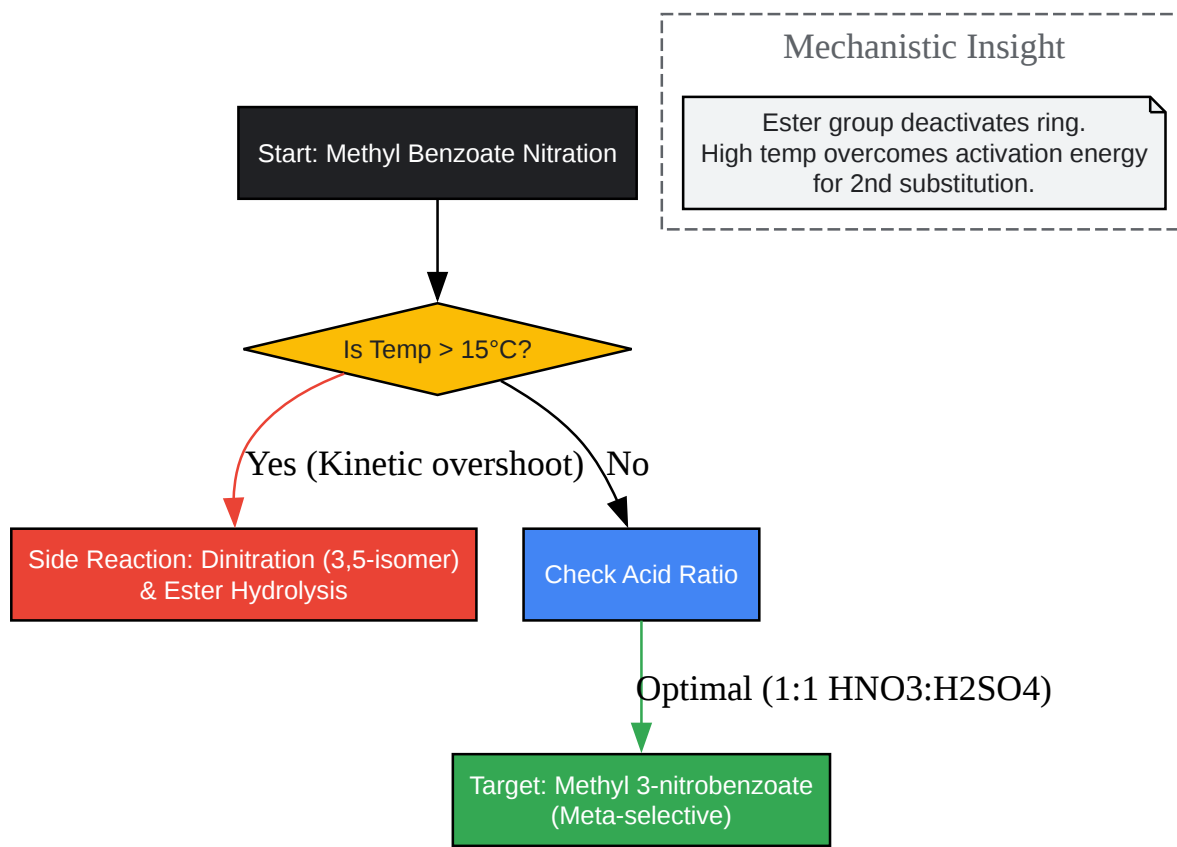 Mechanistic Insight
Ester group deactivates ring.
High temp overcomes activation energy
for 2nd substitution.
Start: Methyl Benzoate Nitration
Is Temp > 15°C?
Yes (Kinetic overshoot)
No
Side Reaction: Dinitration (3,5-isomer)
& Ester Hydrolysis
Check Acid Ratio
Optimal (1:1 HNO3:H2SO4)
Target: Methyl 3-nitrobenzoate
(Meta-selective)